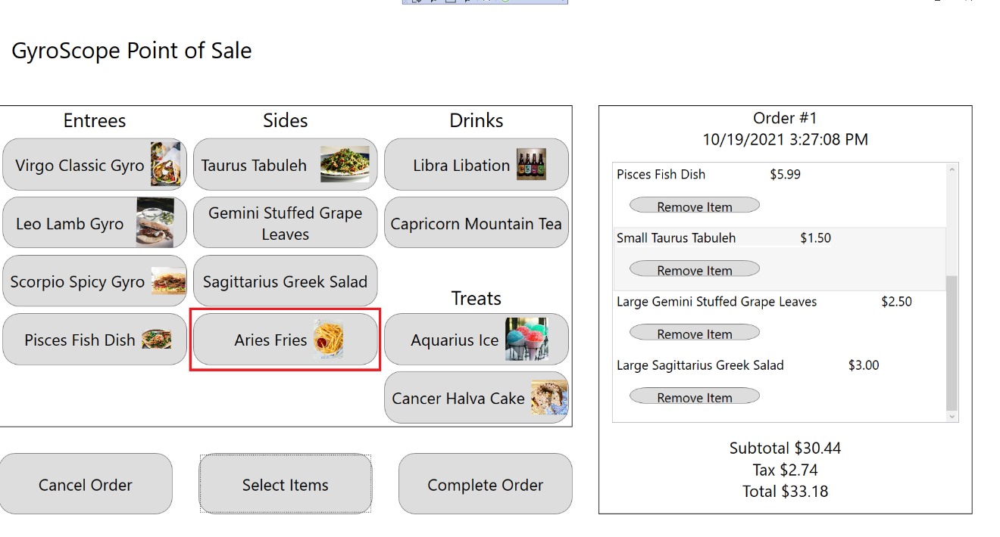 GyroScope Point of Sale
Entrees
Virgo Classic Gyro
Leo Lamb Gyro
Scorpio Spicy Gyro
Pisces Fish Dish
Sides
Taurus Tabuleh
Gemini Stuffed Grape
Leaves
Sagittarius Greek Salad
Aries Fries
Drinks
Libra Libation
Capricorn Mountain Tea
Treats
Aquarius Ice
Cancer Halva Cake
Cancel Order
Select Items
Complete Order
Order #1
10/19/2021 3:27:08 PM
Pisces Fish Dish $5.99
Remove Item
Small Taurus Tabuleh $1.50
Remove Item
Large Gemini Stuffed Grape Leaves $2.50
Remove Item
Large Sagittarius Greek Salad $3.00
Remove Item
Subtotal $30.44
Tax $2.74
Total $33.18